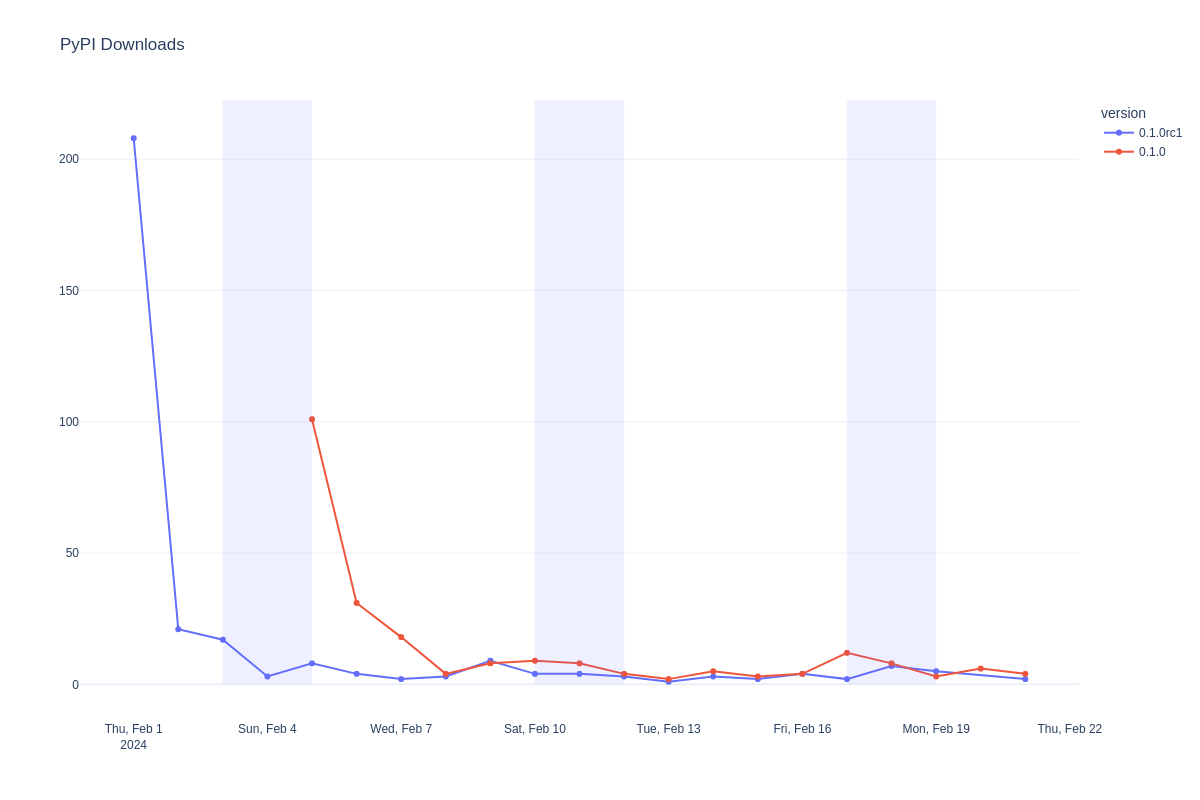 PyPI Downloads
version
0.1.0rc1
0.1.0
200
150
100
50
0
Thu, Feb 1
2024
Sun, Feb 4
Wed, Feb 7
Sat, Feb 10
Tue, Feb 13
Fri, Feb 16
Mon, Feb 19
Thu, Feb 22